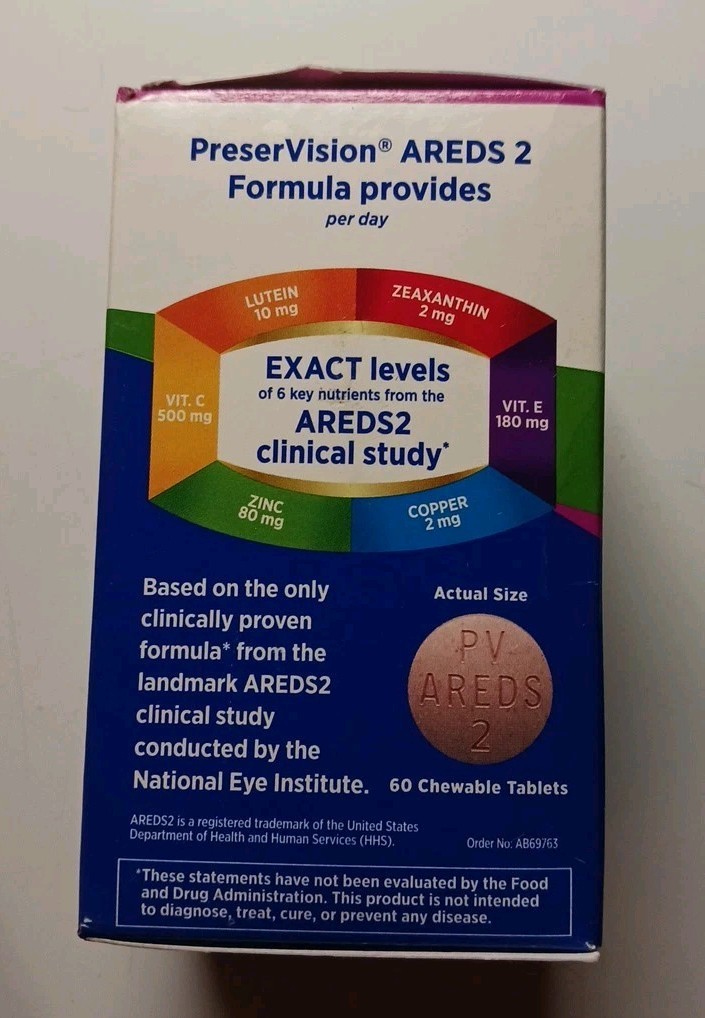 PreserVision® AREDS 2
Formula provides
per day
LUTEIN
10 mg
ZEAXANTHIN
2 mg
VIT. C
500 mg
EXACT levels
of 6 key nutrients from the
AREDS2
clinical study*
VIT. E
180 mg
ZINC
80 mg
COPPER
2 mg
Based on the only
clinically proven
formula* from the
landmark AREDS2
clinical study
conducted by the
National Eye Institute.
Actual Size
PV
AREDS
2
60 Chewable Tablets
AREDS2 is a registered trademark of the United States
Department of Health and Human Services (HHS).
Order No: AB69763
*These statements have not been evaluated by the Food
and Drug Administration. This product is not intended
to diagnose, treat, cure, or prevent any disease.